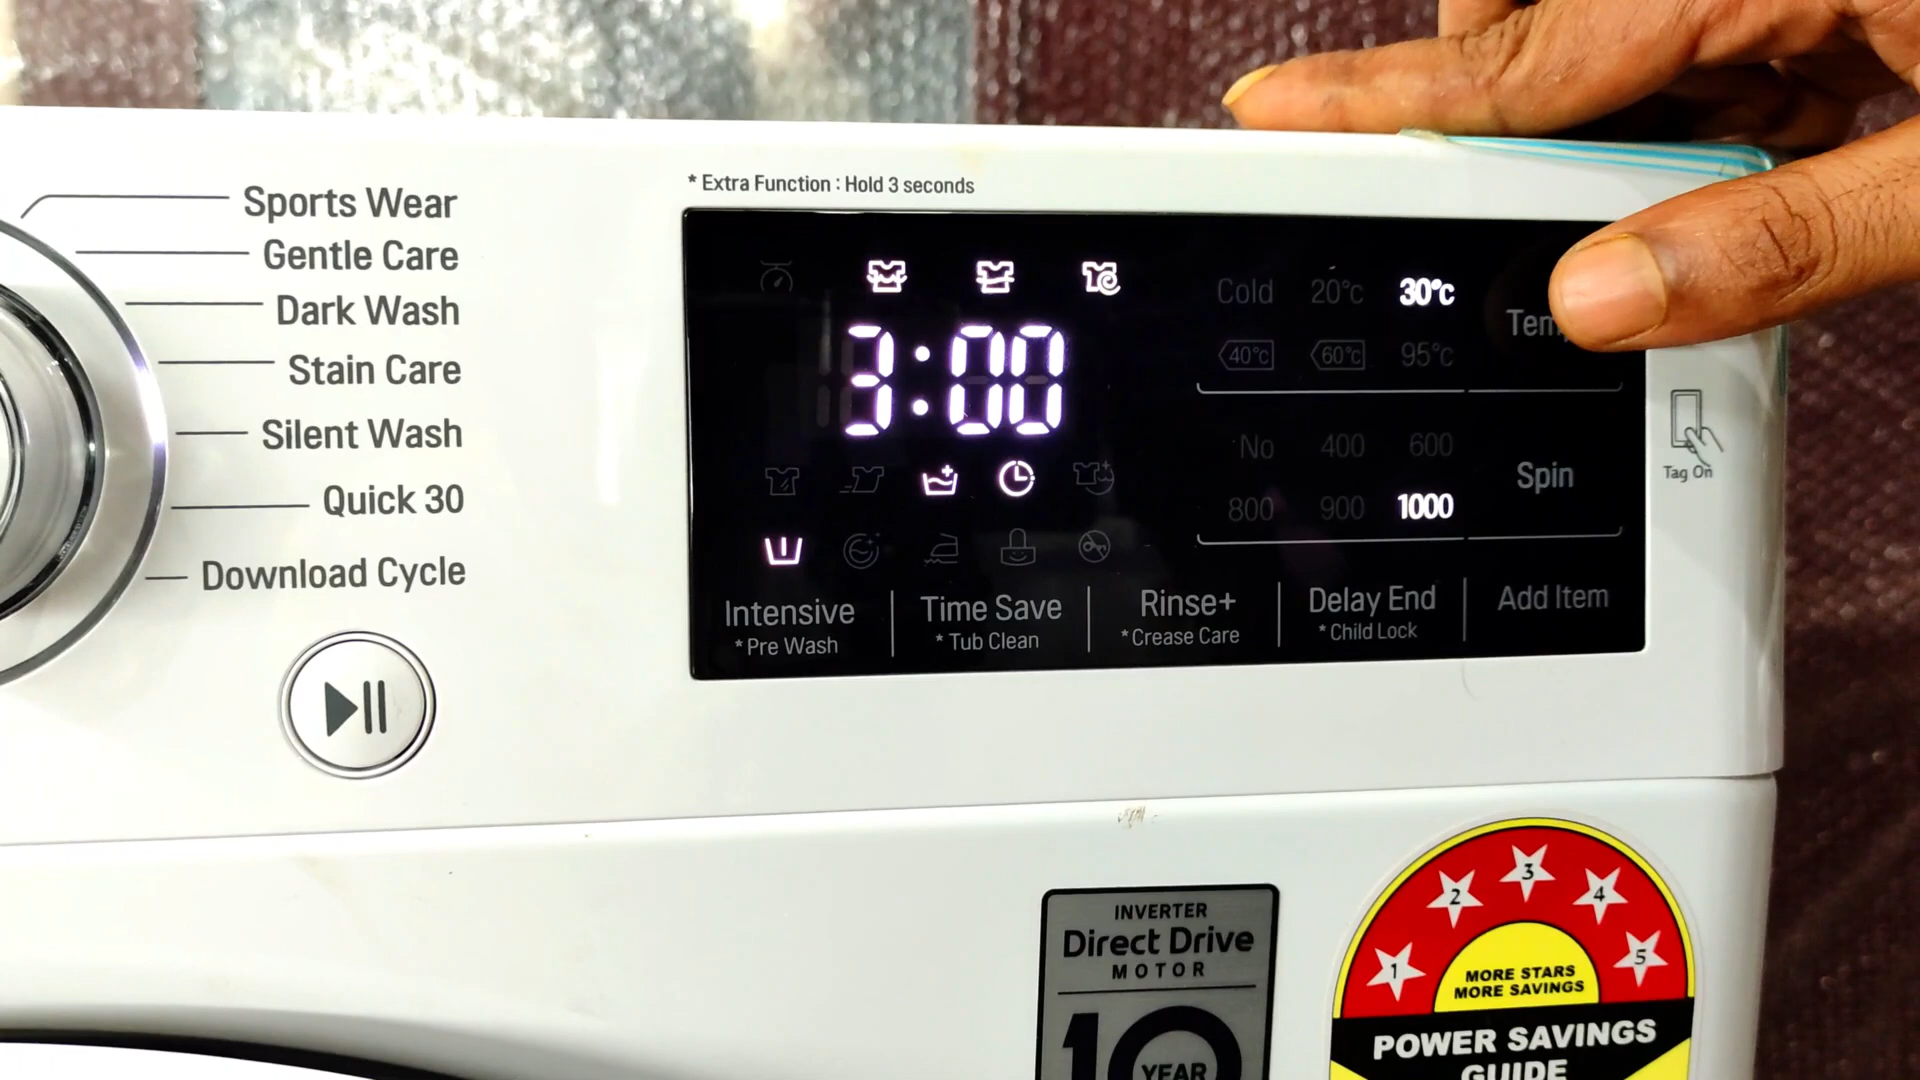 * Extra Function : Hold 3 seconds
Sports Wear
Gentle Care
Dark Wash
Stain Care
Silent Wash
Quick 30
Download Cycle
3:00
Cold 20°c 30°c
40°c 60°c 95°c
Tem
No 400 600
800 900 1000
Spin
Tag On
Intensive
* Pre Wash
Time Save
* Tub Clean
Rinse+
* Crease Care
Delay End
* Child Lock
Add Item
INVERTER
Direct Drive
MOTOR
10
YEAR
1 2 3 4 5
MORE STARS
MORE SAVINGS
POWER SAVINGS
GUIDE